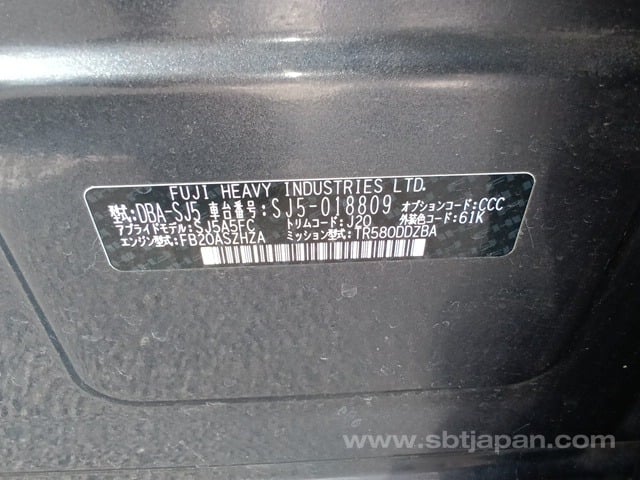 FUJI HEAVY INDUSTRIES LTD.
型式:DBA-SJ5 車台番号:SJ5-018809 オプションコード:CCC
アプライドモデル:SJ5A5FC トリムコード:J20 外装色コード:61K
エンジン型式:FB20ASZHZA ミッション型式:TR580DDZBA
www.sbtjapan.com